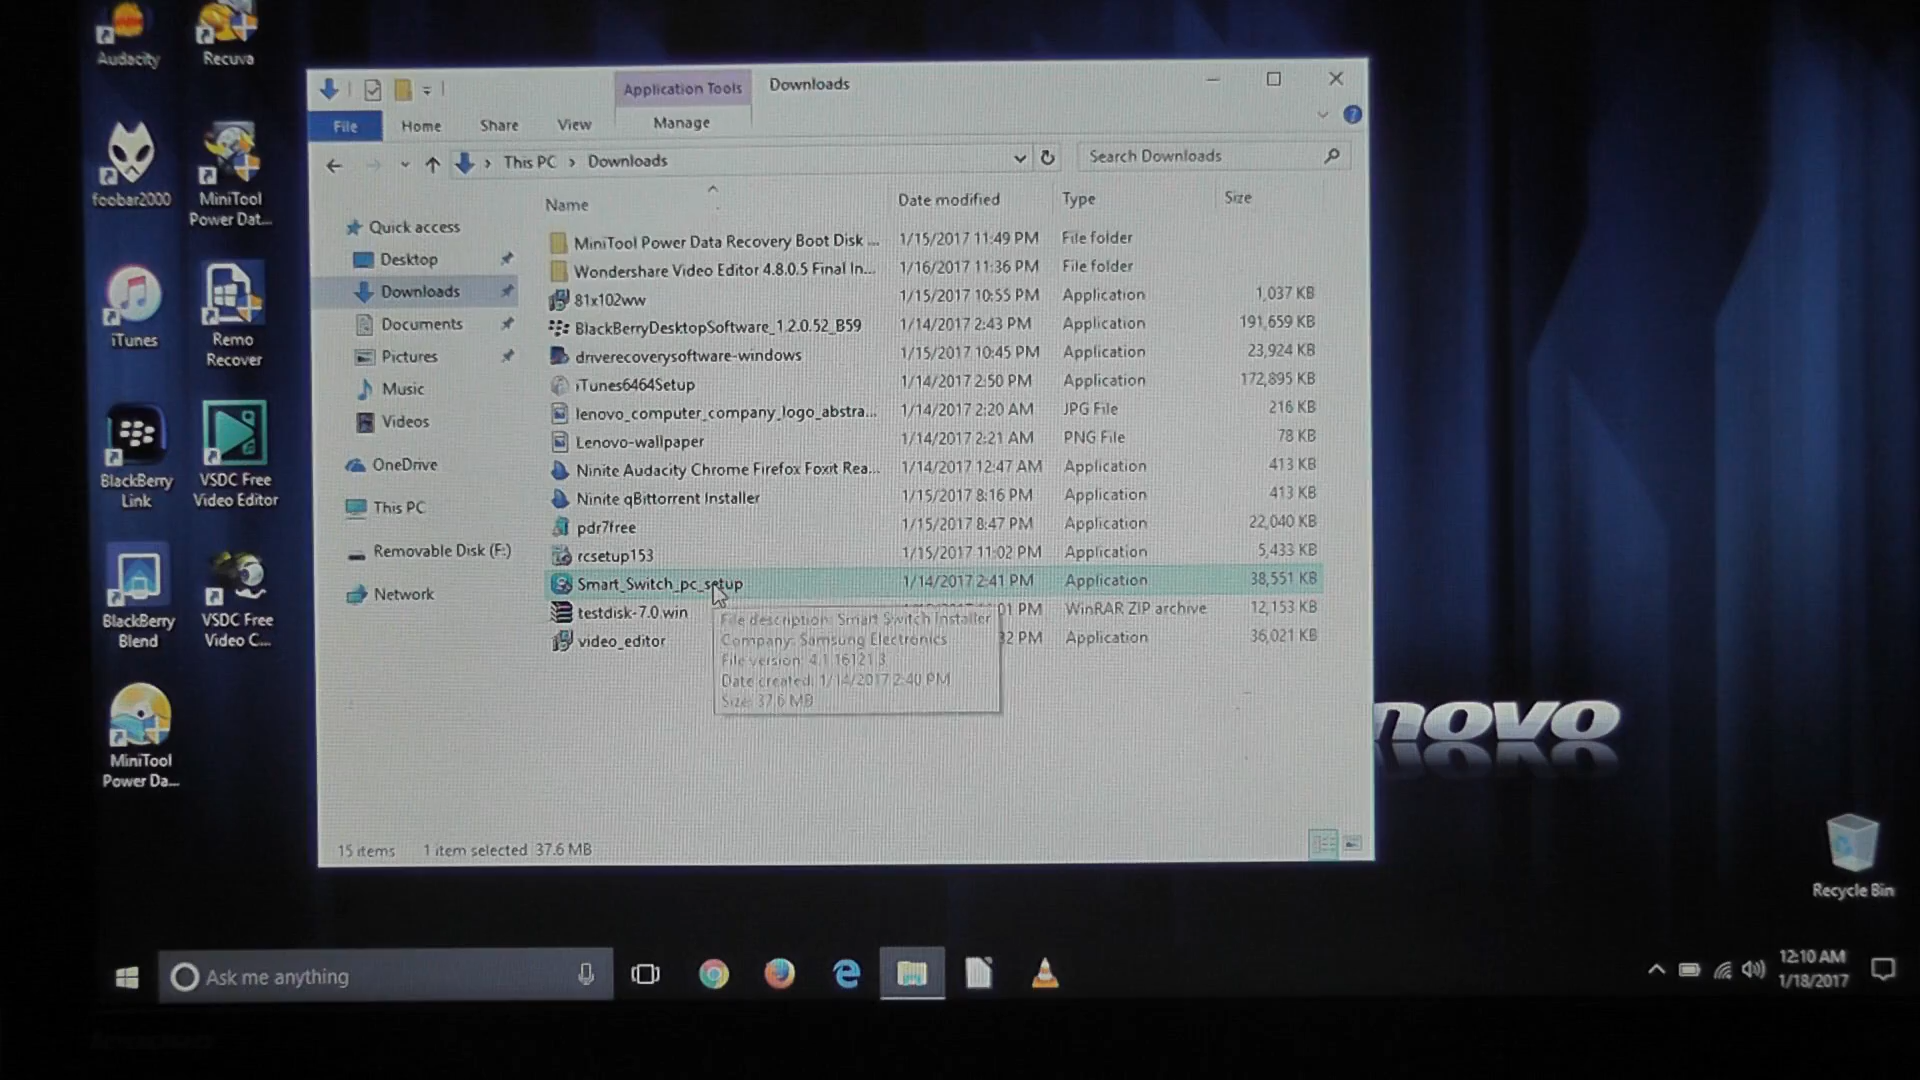 Audacity
Recuva
foobar2000
MiniTool
Power Dat...
iTunes
Remo
Recover
BlackBerry
Link
VSDC Free
Video Editor
BlackBerry
Blend
VSDC Free
Video C...
MiniTool
Power Da...
Application Tools
Downloads
File
Home
Share
View
Manage
This PC > Downloads
Search Downloads
Quick access
Desktop
Downloads
Documents
Pictures
Music
Videos
OneDrive
This PC
Removable Disk (F:)
Network
Name Date modified Type Size
MiniTool Power Data Recovery Boot Disk ... 1/15/2017 11:49 PM File folder
Wondershare Video Editor 4.8.0.5 Final In... 1/16/2017 11:36 PM File folder
81x102ww 1/15/2017 10:55 PM Application 1,037 KB
BlackBerryDesktopSoftware_1.2.0.52_B59 1/14/2017 2:43 PM Application 191,659 KB
driverecoverysoftware-windows 1/15/2017 10:45 PM Application 23,924 KB
iTunes6464Setup 1/14/2017 2:50 PM Application 172,895 KB
lenovo_computer_company_logo_abstra... 1/14/2017 2:20 AM JPG File 216 KB
Lenovo-wallpaper 1/14/2017 2:21 AM PNG File 78 KB
Ninite Audacity Chrome Firefox Foxit Rea... 1/14/2017 12:47 AM Application 413 KB
Ninite qBittorrent Installer 1/15/2017 8:16 PM Application 413 KB
pdr7free 1/15/2017 8:47 PM Application 22,040 KB
rcsetup153 1/15/2017 11:02 PM Application 5,433 KB
Smart_Switch_pc_setup 1/14/2017 2:41 PM Application 38,551 KB
testdisk-7.0.win 01 PM WinRAR ZIP archive 12,153 KB
video_editor 32 PM Application 36,021 KB
File description: Smart Switch Installer
Company: Samsung Electronics
File version: 4.1.16121.3
Date created: 1/14/2017 2:40 PM
Size: 37.6 MB
15 items 1 item selected 37.6 MB
novo
Recycle Bin
Ask me anything
12:10 AM
1/18/2017